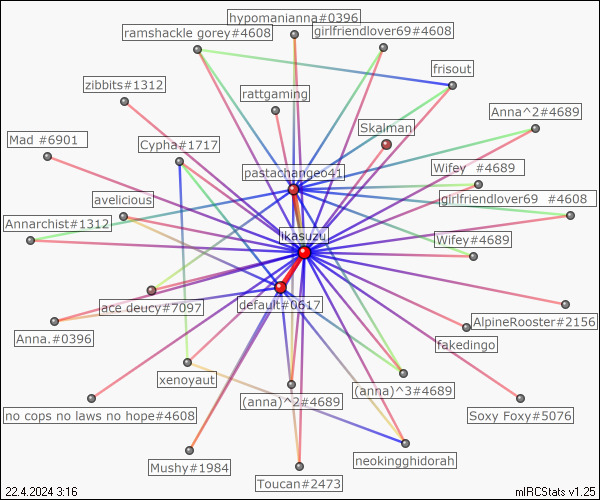 hypomanianna#0396
ramshackle gorey#4608
girlfriendlover69#4608
frisout
zibbits#1312
rattgaming
Anna^2#4689
Skalman
Mad #6901
Cypha#1717
pastachangeo41
Wifey  #4689
avelicious
girlfriendlover69  #4608
Annarchist#1312
likasuzu
Wifey#4689
ace deucy#7097
default#0617
AlpineRooster#2156
Anna.#0396
fakedingo
xenoyaut
(anna)^2#4689
(anna)^3#4689
no cops no laws no hope#4608
Soxy Foxy#5076
neokingghidorah
Mushy#1984
Toucan#2473
22.4.2024 3:16
mIRCStats v1.25